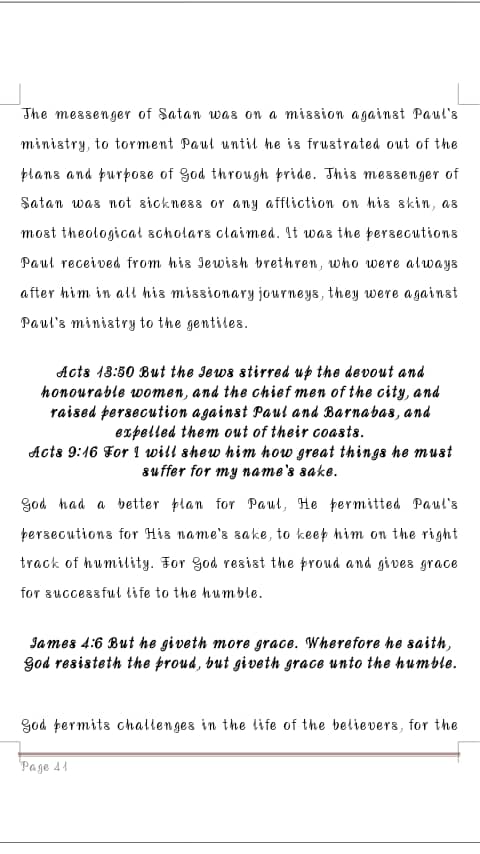 The messenger of Satan was on a mission against Paul's
ministry, to torment Paul until he is frustrated out of the
plans and purpose of God through pride. This messenger of
Satan was not sickness or any affliction on his skin, as
most theological scholars claimed. It was the persecutions
Paul received from his Jewish brethren, who were always
after him in all his missionary journeys, they were against
Paul's ministry to the gentiles.
Acts 13:50 But the Jews stirred up the devout and
honourable women, and the chief men of the city, and
raised persecution against Paul and Barnabas, and
expelled them out of their coasts.
Acts 9:16 For I will shew him how great things he must
suffer for my name's sake.
God had a better plan for Paul, He permitted Paul's
persecutions for His name's sake, to keep him on the right
track of humility. For God resist the proud and gives grace
for successful life to the humble.
James 4:6 But he giveth more grace. Wherefore he saith,
God resisteth the proud, but giveth grace unto the humble.
God permits challenges in the life of the believers, for the
Page 41